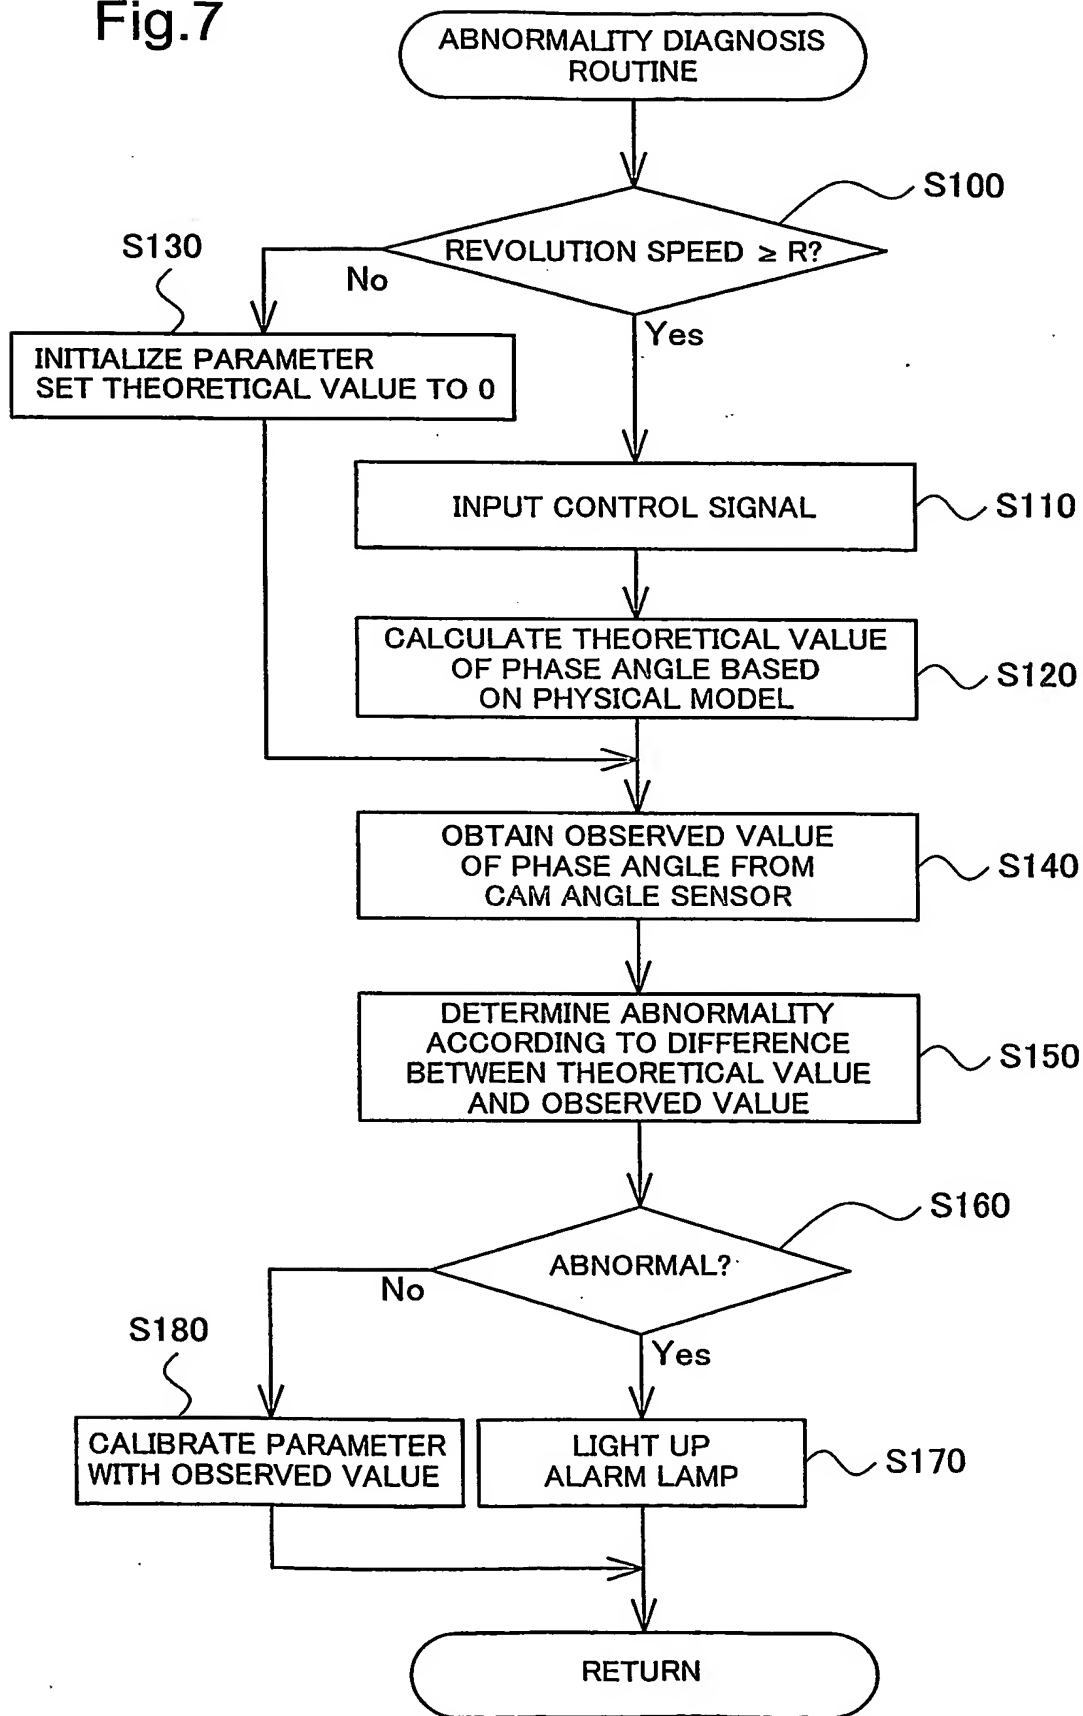 Fig.7
ABNORMALITY DIAGNOSIS
ROUTINE
S100
REVOLUTION SPEED ≥ R?
S130
No
Yes
INITIALIZE PARAMETER
SET THEORETICAL VALUE TO 0
INPUT CONTROL SIGNAL
S110
CALCULATE THEORETICAL VALUE
OF PHASE ANGLE BASED
ON PHYSICAL MODEL
S120
OBTAIN OBSERVED VALUE
OF PHASE ANGLE FROM
CAM ANGLE SENSOR
S140
DETERMINE ABNORMALITY
ACCORDING TO DIFFERENCE
BETWEEN THEORETICAL VALUE
AND OBSERVED VALUE
S150
S160
ABNORMAL?
No
Yes
S180
CALIBRATE PARAMETER
WITH OBSERVED VALUE
LIGHT UP
ALARM LAMP
S170
RETURN